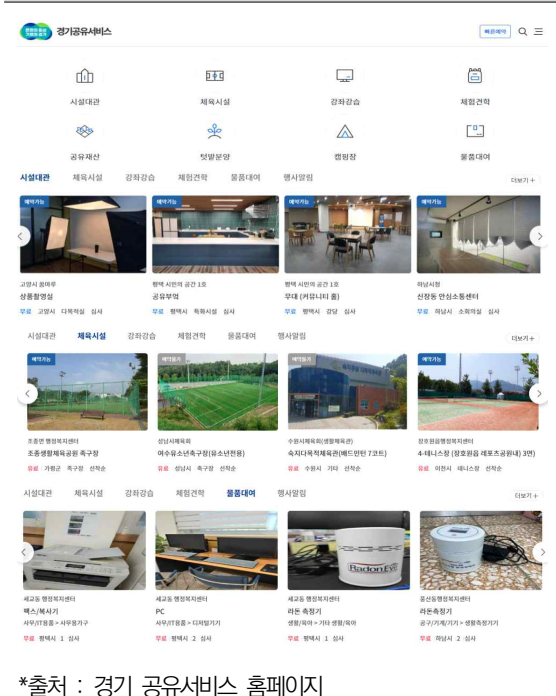 경기공유서비스
빠른예약
시설대관 체육시설 강좌강습 체험견학
공유재산 텃밭분양 캠핑장 물품대여
시설대관 체육시설 강좌강습 체험견학 물품대여 행사알림 더보기 +
예약가능 예약가능
고양시 꿈마루 평택 시민의 공간 1호 평택 시민의 공간 1호 하남시청
상품촬영실 공유부엌 무대 (커뮤니티 홀) 신장동 안심소통센터
무료 고양시 다목적실 심사 무료 평택시 특화시설 심사 무료 평택시 강당 심사 무료 하남시 소회의실 심사
시설대관 체육시설 강좌강습 체험견학 물품대여 행사알림 더보기 +
예약가능 예약불가 예약불가 예약가능
조종면 행정복지센터 성남시체육회 수원시체육회(생활체육관) 장호원읍행정복지센터
조종생활체육공원 족구장 여수유소년축구장(유소년전용) 숙지다목적체육관(배드민턴 7코트) 4-테니스장 (장호원읍 레포츠공원내) 3면)
유료 가평군 족구장 선착순 유료 성남시 축구장 선착순 유료 수원시 기타 선착순 유료 이천시 테니스장 선착순
시설대관 체육시설 강좌강습 체험견학 물품대여 행사알림 더보기 +
RadonEye
세교동 행정복지센터 세교동 행정복지센터 세교동 행정복지센터 풍산동행정복지센터
팩스/복사기 PC 라돈 측정기 라돈측정기
사무/IT용품 > 사무용가구 사무/IT용품 > 디지털기기 생활/육아 > 기타 생활/육아 공구/기계/기기 > 생활측정기기
무료 평택시 1 심사 무료 평택시 2 심사 무료 평택시 1 심사 무료 하남시 2 심사
*출처 : 경기 공유서비스 홈페이지